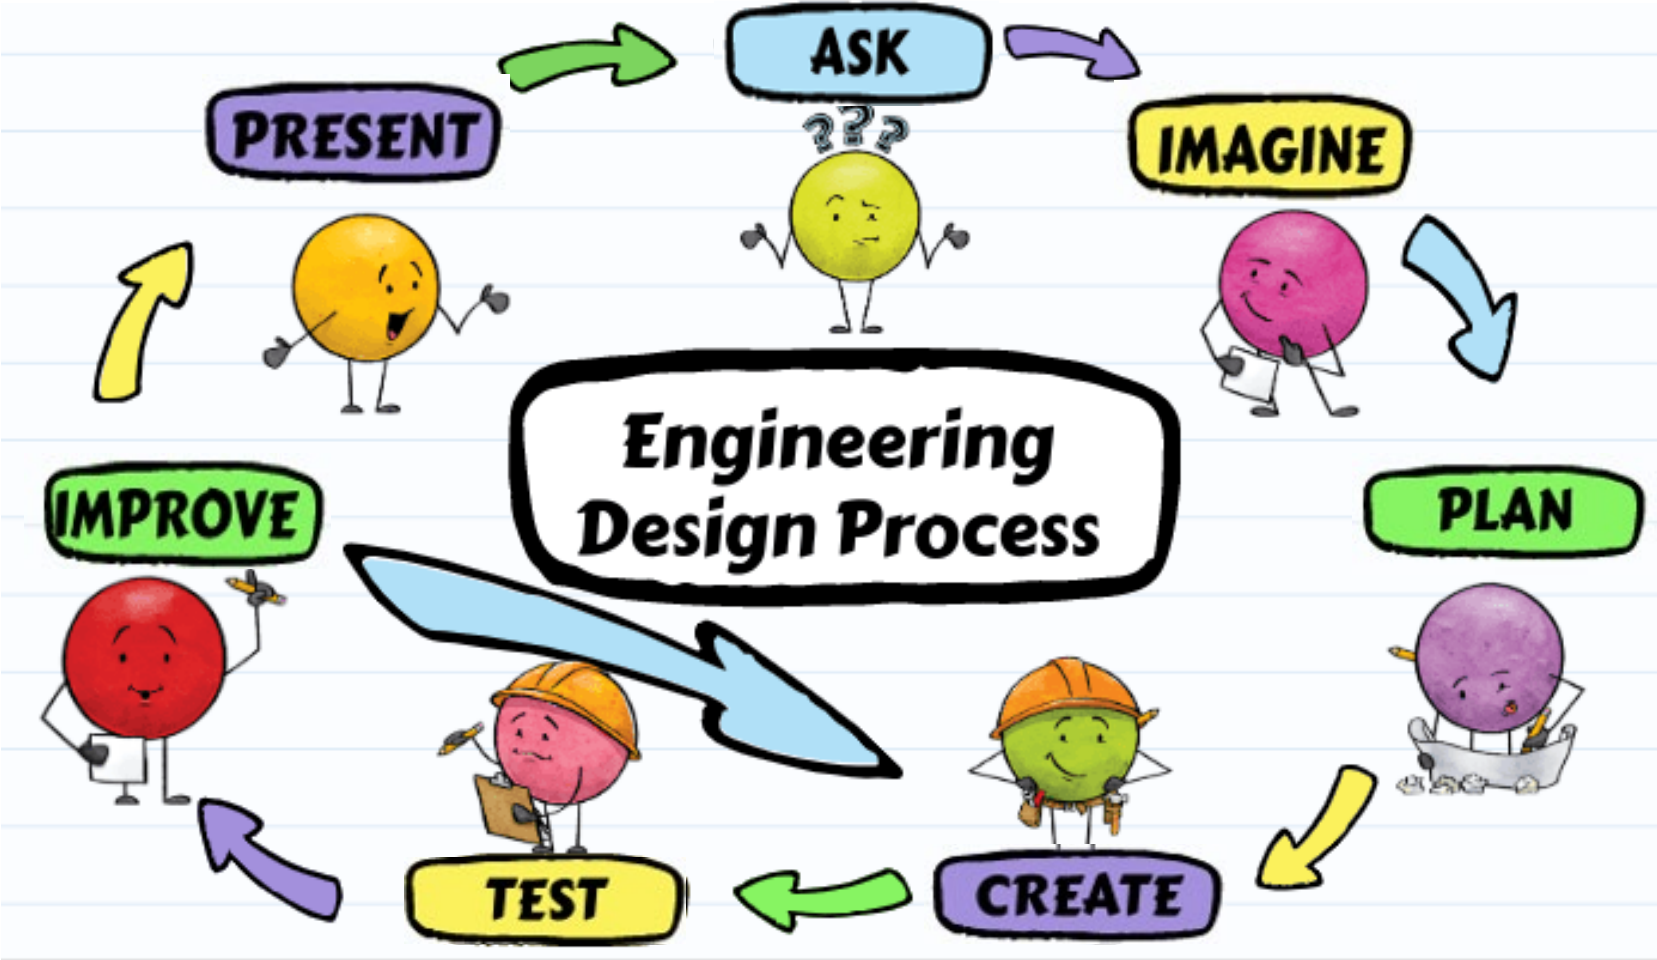 ASK
PRESENT
IMAGINE
???
Engineering
Design Process
IMPROVE
PLAN
TEST
CREATE